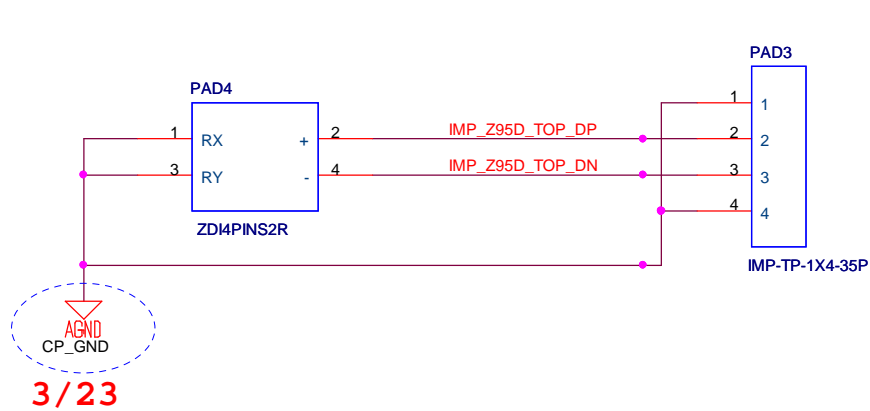 PAD3
PAD4
1
1
1
RX
+
2
IMP_Z95D_TOP_DP
2
2
3
RY
-
4
IMP_Z95D_TOP_DN
3
3
4
4
ZDI4PINS2R
IMP-TP-1X4-35P
AGND
CP_GND
3/23